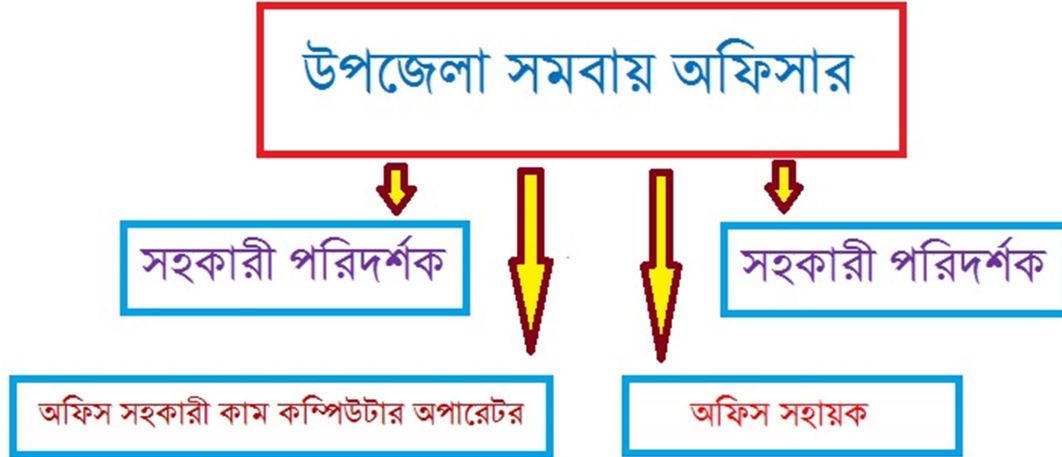 উপজেলা সমবায় অফিসার
সহকারী পরিদর্শক
সহকারী পরিদর্শক
অফিস সহকারী কাম কম্পিউটার অপারেটর
অফিস সহায়ক